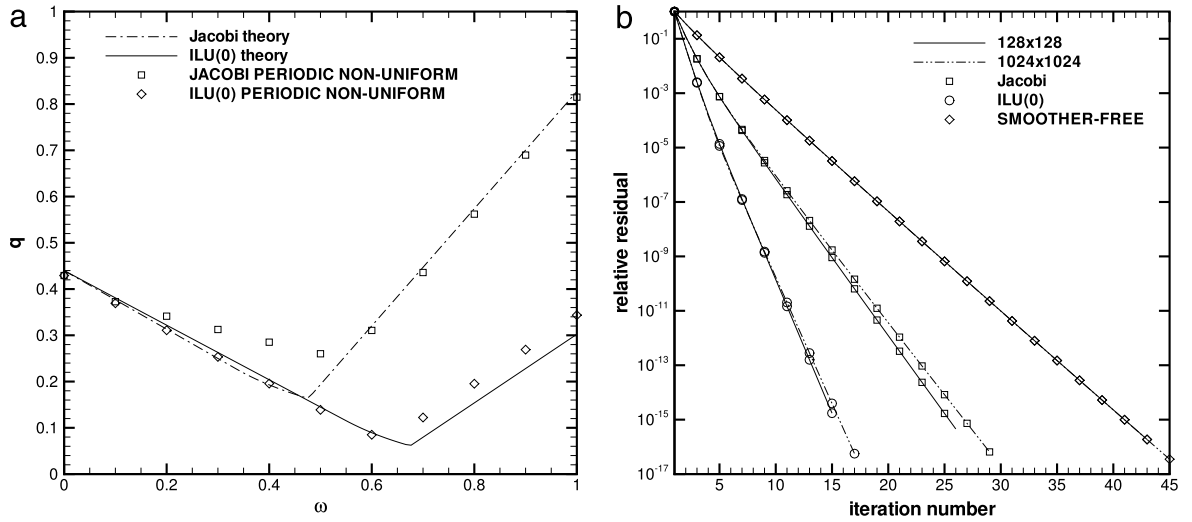 a
1
0.9
0.8
0.7
0.6
0.5
0.4
0.3
0.2
0.1
0
q
0
0.2
0.4
0.6
0.8
1
ω
Jacobi theory
ILU(0) theory
JACOBI PERIODIC NON-UNIFORM
ILU(0) PERIODIC NON-UNIFORM
b
10^-1
10^-3
10^-5
10^-7
10^-9
10^-11
10^-13
10^-15
10^-17
relative residual
5
10
15
20
25
30
35
40
45
iteration number
128x128
1024x1024
Jacobi
ILU(0)
SMOOTHER-FREE